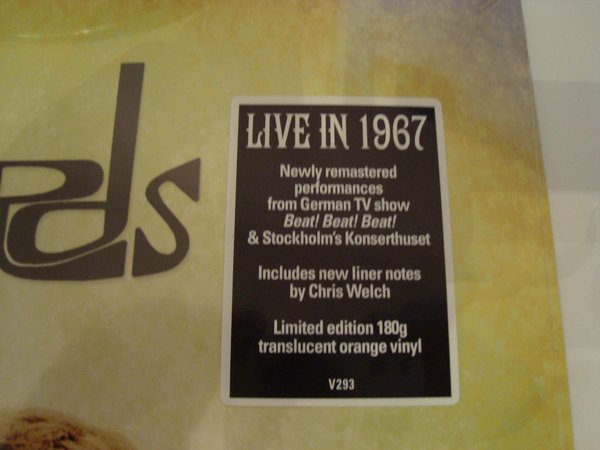 ds
LIVE IN 1967
Newly remastered
performances
from German TV show
Beat! Beat! Beat!
& Stockholm's Konserthuset
Includes new liner notes
by Chris Welch
Limited edition 180g
translucent orange vinyl
V293